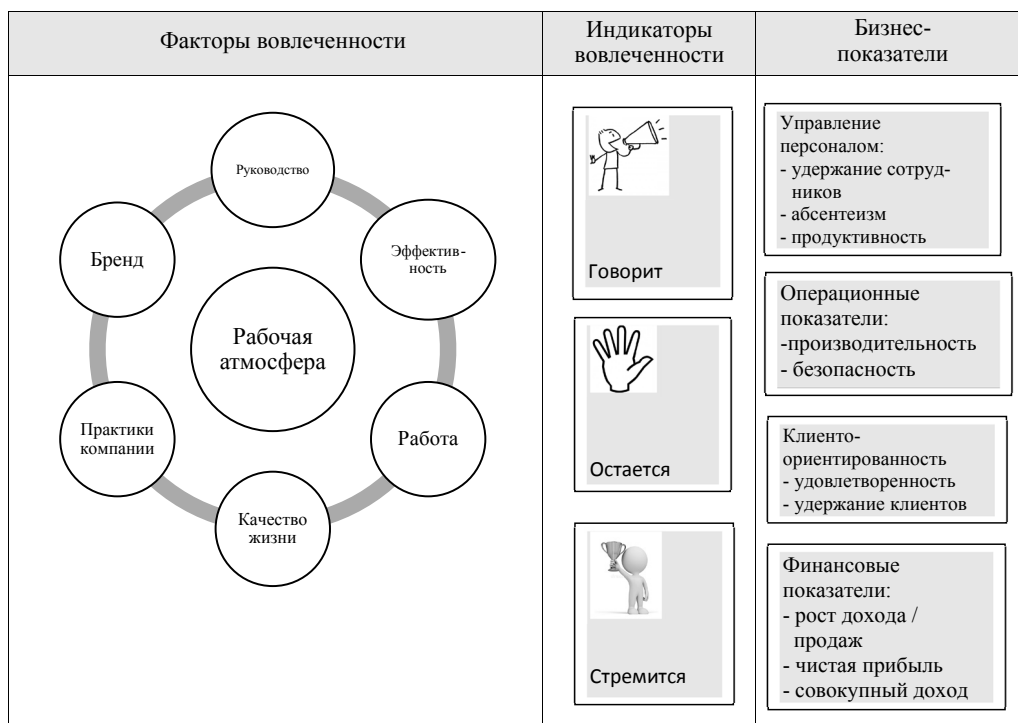 Факторы вовлеченности
Индикаторы
вовлеченности
Бизнес-
показатели
Руководство
Эффектив-
ность
Работа
Качество
жизни
Практики
компании
Бренд
Рабочая
атмосфера
Говорит
Остается
Стремится
Управление
персоналом:
- удержание сотруд-
ников
- абсентеизм
- продуктивность
Операционные
показатели:
-производительность
- безопасность
Клиенто-
ориентированность
- удовлетворенность
- удержание клиентов
Финансовые
показатели:
- рост дохода /
продаж
- чистая прибыль
- совокупный доход